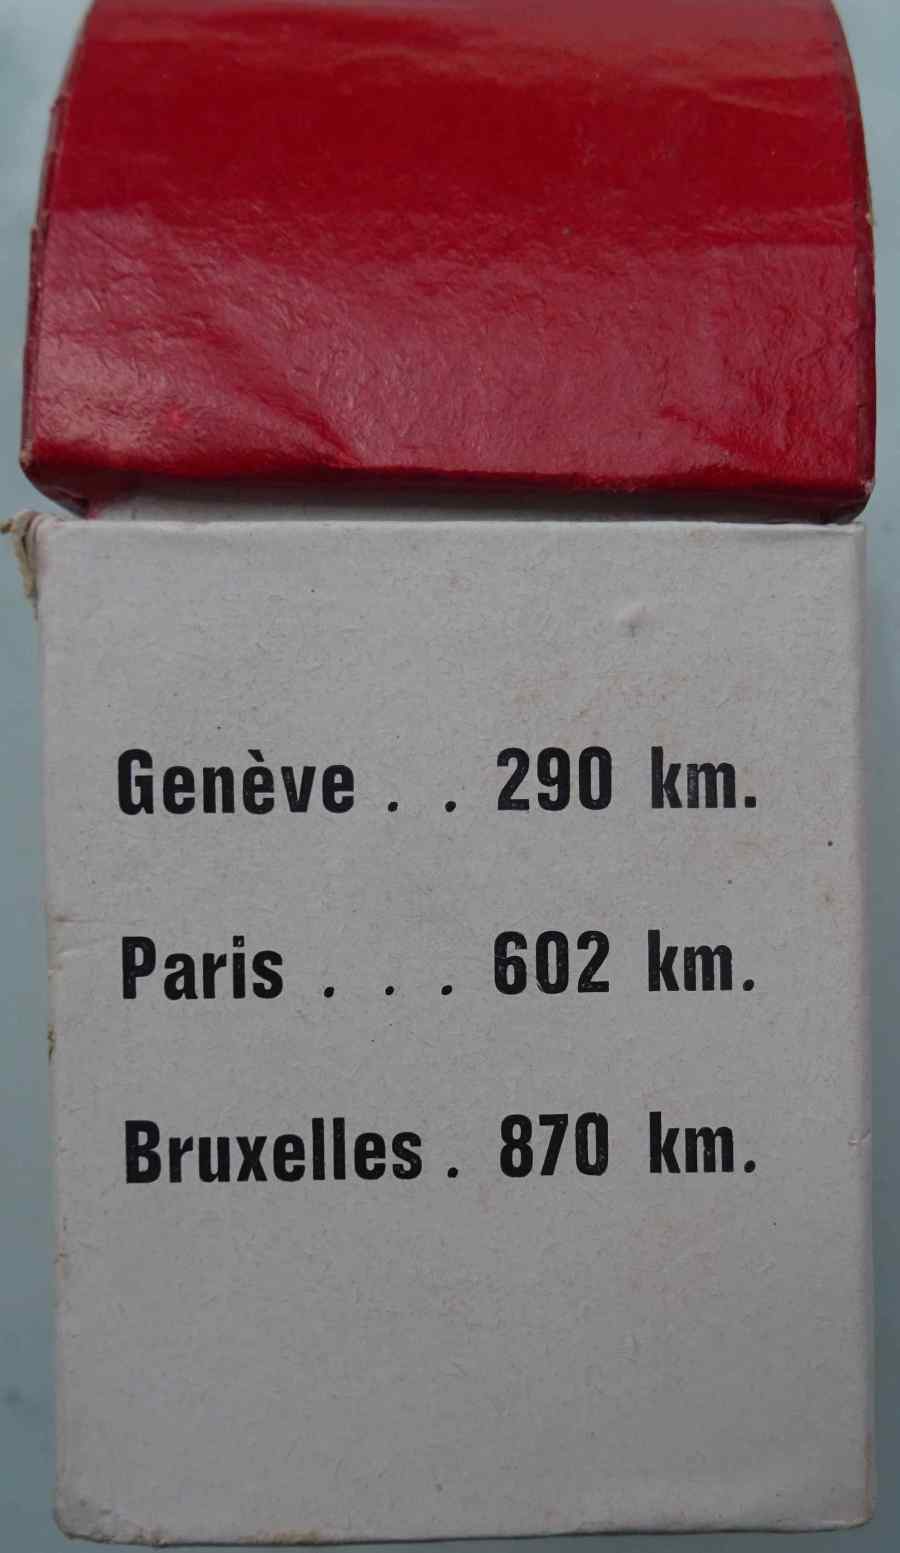 Genève . . 290 km.
Paris . . . 602 km.
Bruxelles . 870 km.